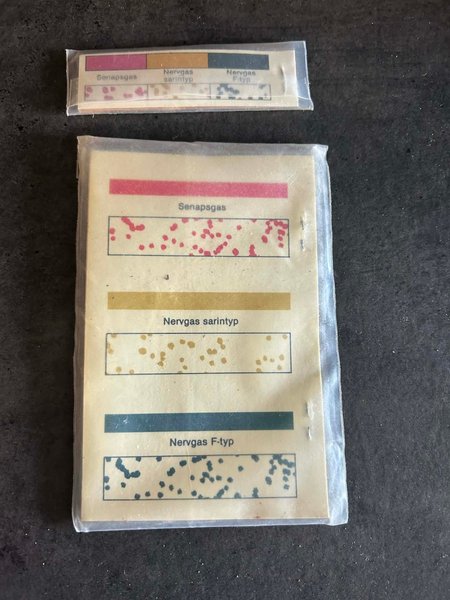 Senapsgas
Nervgas
sarintyp
Nervgas
F-typ
Senapsgas
Nervgas sarintyp
Nervgas F-typ